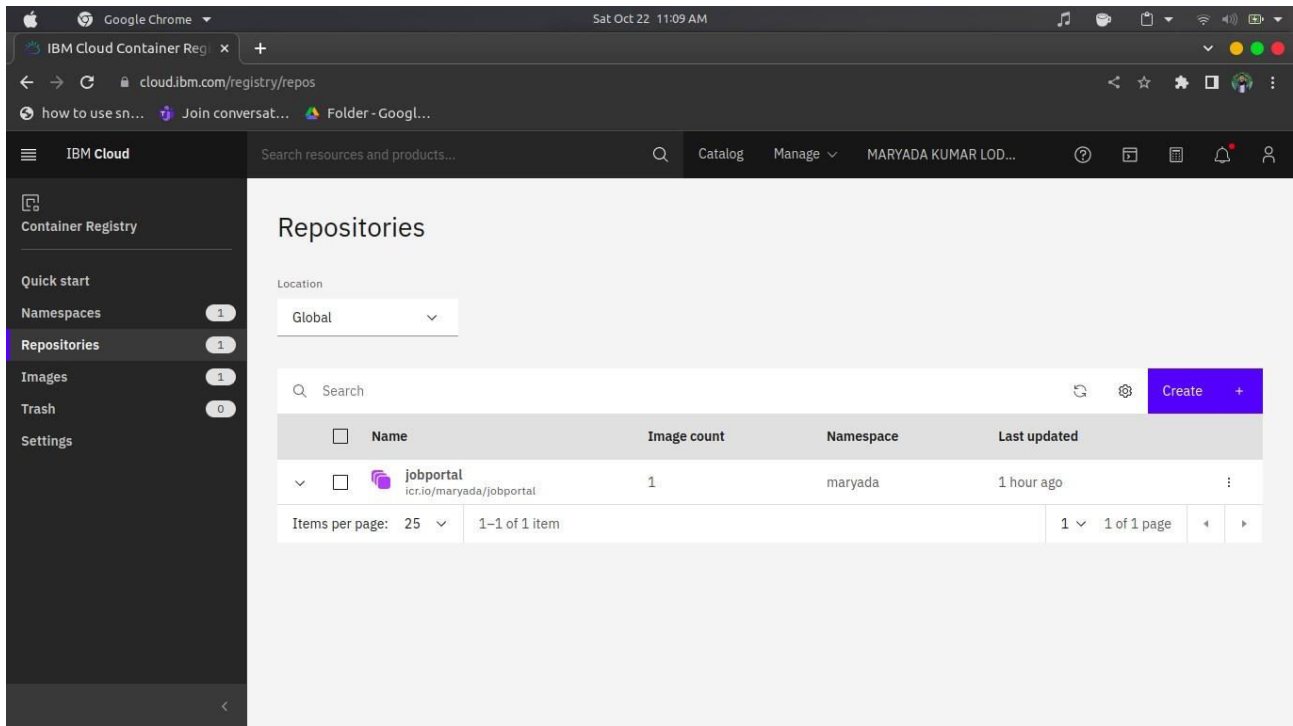 Google Chrome Sat Oct 22 11:09 AM
IBM Cloud Container Regi
cloud.ibm.com/registry/repos
how to use sn... Join conversat... Folder - Googl...
IBM Cloud Search resources and products... Catalog Manage MARYADA KUMAR LOD...
Container Registry
Quick start
Namespaces 1
Repositories 1
Images 1
Trash 0
Settings
Repositories
Location
Global
Search Create +
Name Image count Namespace Last updated
jobportal 1 maryada 1 hour ago
icr.io/maryada/jobportal
Items per page: 25 1–1 of 1 item 1 1 of 1 page